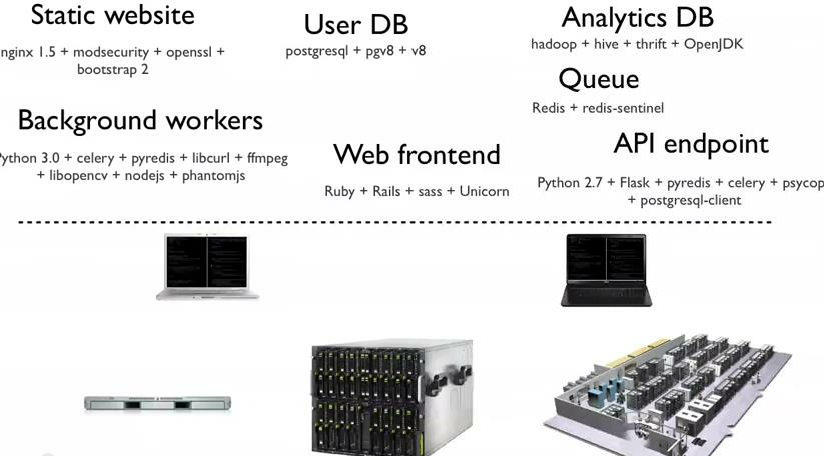 Static website
nginx 1.5 + modsecurity + openssl +
bootstrap 2
User DB
postgresql + pgv8 + v8
Analytics DB
hadoop + hive + thrift + OpenJDK
Queue
Redis + redis-sentinel
Background workers
Python 3.0 + celery + pyredis + libcurl + ffmpeg
+ libopencv + nodejs + phantomjs
Web frontend
Ruby + Rails + sass + Unicorn
API endpoint
Python 2.7 + Flask + pyredis + celery + psycop
+ postgresql-client